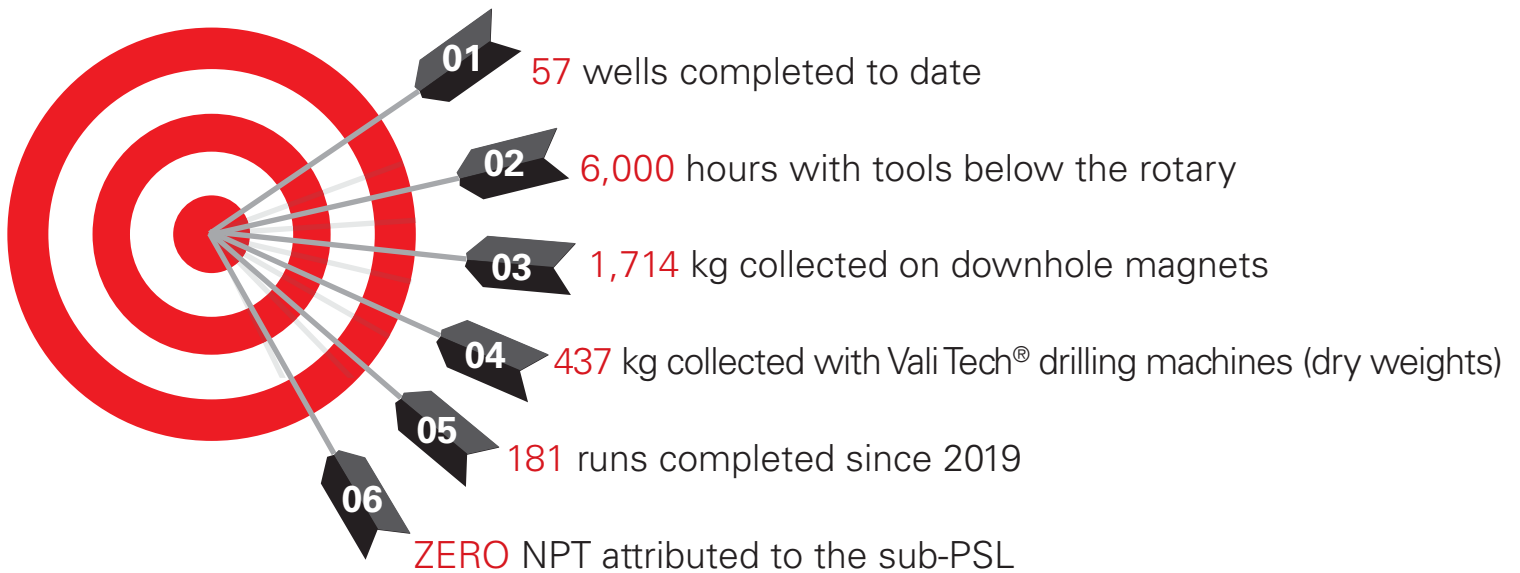 01
57 wells completed to date
02
6,000 hours with tools below the rotary
03
1,714 kg collected on downhole magnets
04
437 kg collected with Vali Tech® drilling machines (dry weights)
05
181 runs completed since 2019
06
ZERO NPT attributed to the sub-PSL